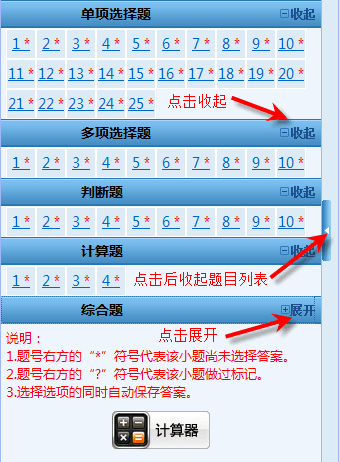 单项选择题 收起
1 * 2 * 3 * 4 * 5 * 6 * 7 * 8 * 9 * 10 *
11 * 12 * 13 * 14 * 15 * 16 * 17 * 18 * 19 * 20 *
21 * 22 * 23 * 24 * 25 *
点击收起
多项选择题 收起
1 * 2 * 3 * 4 * 5 * 6 * 7 * 8 * 9 * 10 *
判断题 收起
1 * 2 * 3 * 4 * 5 * 6 * 7 * 8 * 9 * 10 *
计算题 收起
1 * 2 * 3 * 4 *
点击后收起题目列表
综合题 展开
点击展开
说明：
1.题号右方的“*”符号代表该小题尚未选择答案。
2.题号右方的“?”符号代表该小题做过标记。
3.选择选项的同时自动保存答案。
计算器